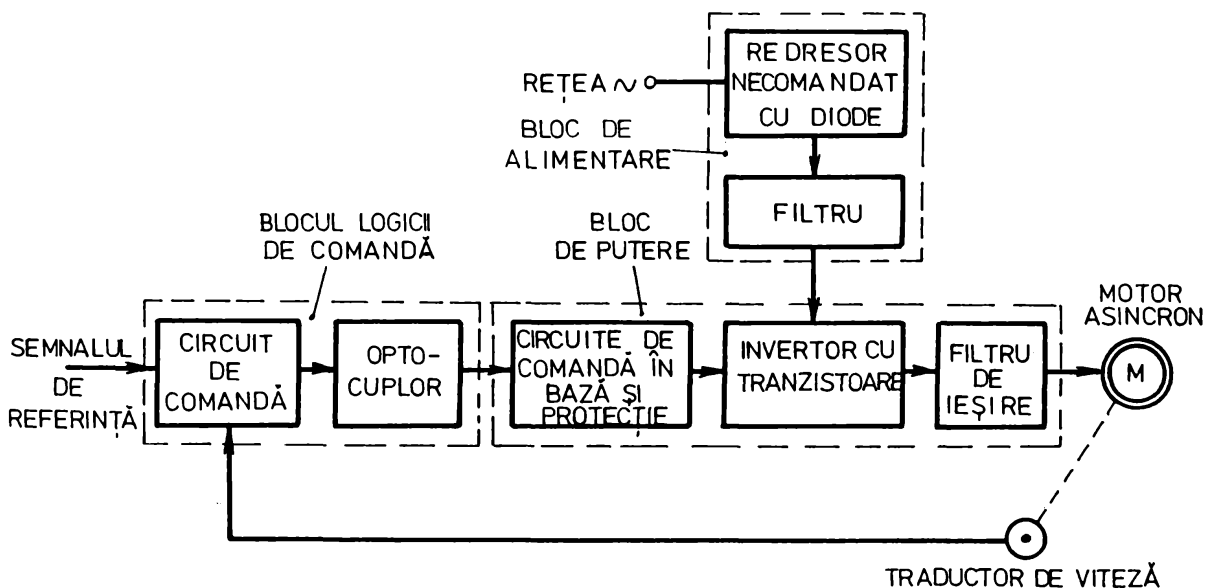 REDRESOR
NECOMANDAT
CU DIODE
REȚEA ~
BLOC DE
ALIMENTARE
FILTRU
BLOCUL LOGICII
DE COMANDĂ
BLOC
DE PUTERE
MOTOR
ASINCRON
SEMNALUL
DE
REFERINȚĂ
CIRCUIT
DE
COMANDĂ
OPTO-
CUPLOR
CIRCUITE DE
COMANDĂ ÎN
BAZĂ ȘI
PROTECȚIE
INVERTOR CU
TRANZISTOARE
FILTRU
DE
IEȘIRE
M
TRADUCTOR DE VITEZĂ